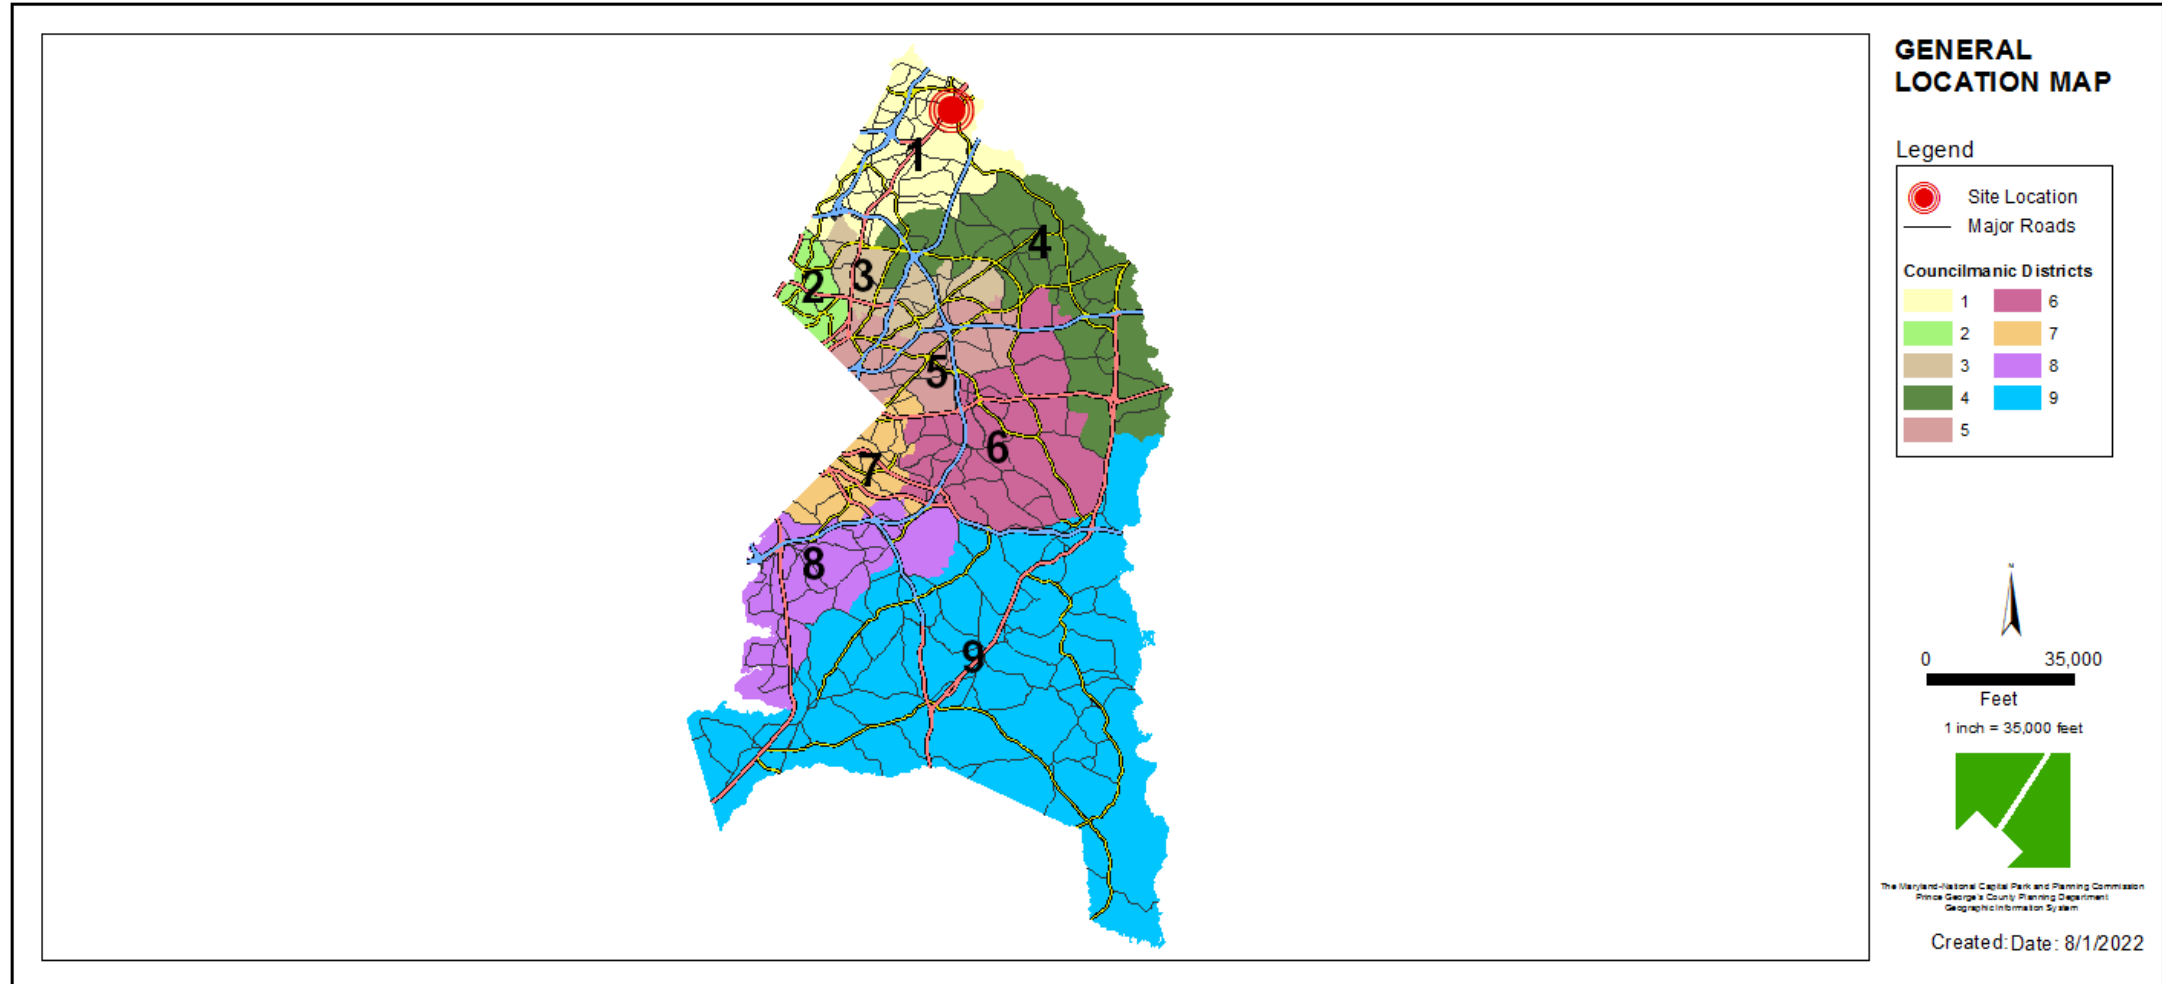 GENERAL
LOCATION MAP
Legend
Site Location
Major Roads
Councilmanic Districts
1 6
2 7
3 8
4 9
5
1
2
3
4
5
6
7
8
9
N
0 35,000
Feet
1 inch = 35,000 feet
The Maryland-National Capital Park and Planning Commission
Prince George's County Planning Department
Geographic Information System
Created: Date: 8/1/2022